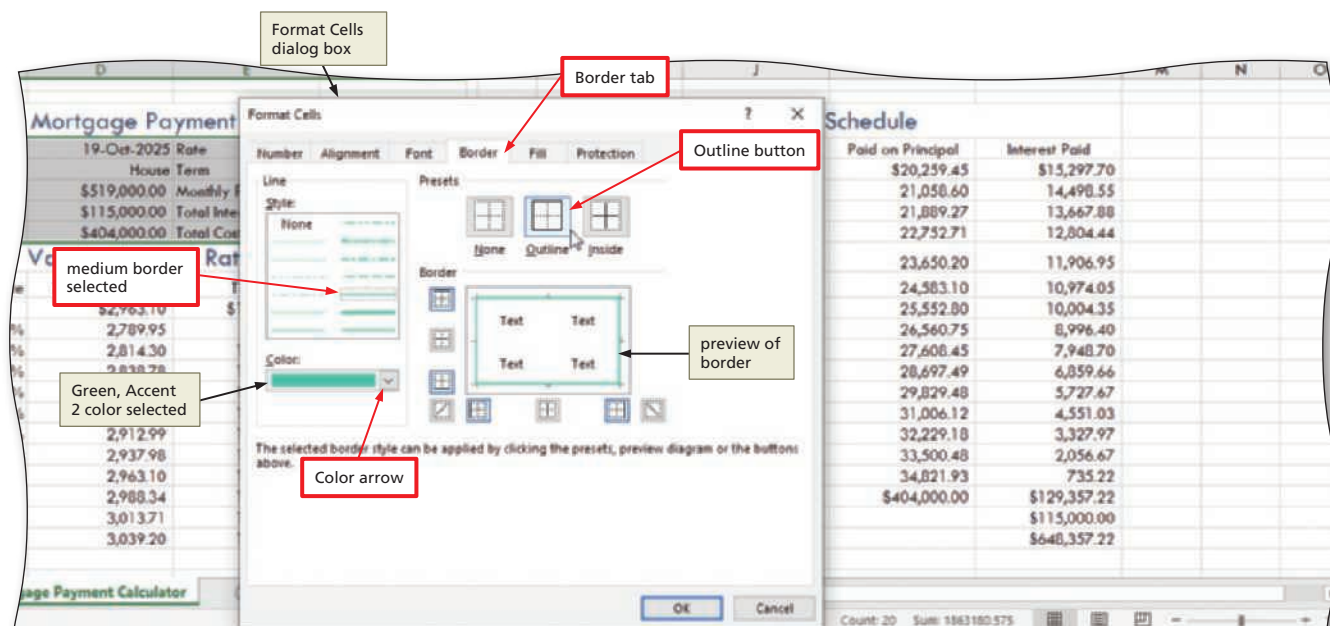 Format Cells
dialog box
Border tab
D
J
M
N
O
Mortgage Payment
Schedule
19-Oct-2025 Rate
House Term
$519,000.00 Monthly
$115,000.00 Total Inte
$404,000.00 Total Cos
Rat
$2,963.10
2,789.95
2,814.30
2,838.78
2,912.99
2,937.98
2,963.10
2,988.34
3,013.71
3,039.20
medium border
selected
Green, Accent
2 color selected
Format Cells
? ×
Number Alignment Font Border Fill Protection
Outline button
Line
Style:
None
Presets
None Outline Inside
Border
Text Text
Text Text
preview of
border
Color:
The selected border style can be applied by clicking the presets, preview diagram or the buttons
above.
Color arrow
OK Cancel
Paid on Principal Interest Paid
$20,259.45 $15,297.70
21,058.60 14,498.55
21,889.27 13,667.88
22,752.71 12,804.44
23,650.20 11,906.95
24,583.10 10,974.05
25,552.80 10,004.35
26,560.75 8,996.40
27,608.45 7,948.70
28,697.49 6,859.66
29,829.48 5,727.67
31,006.12 4,551.03
32,229.18 3,327.97
33,500.48 2,056.67
34,821.93 735.22
$404,000.00 $129,357.22
$115,000.00
$648,357.22
gage Payment Calculator
Count: 20 Sum: 1863180.575